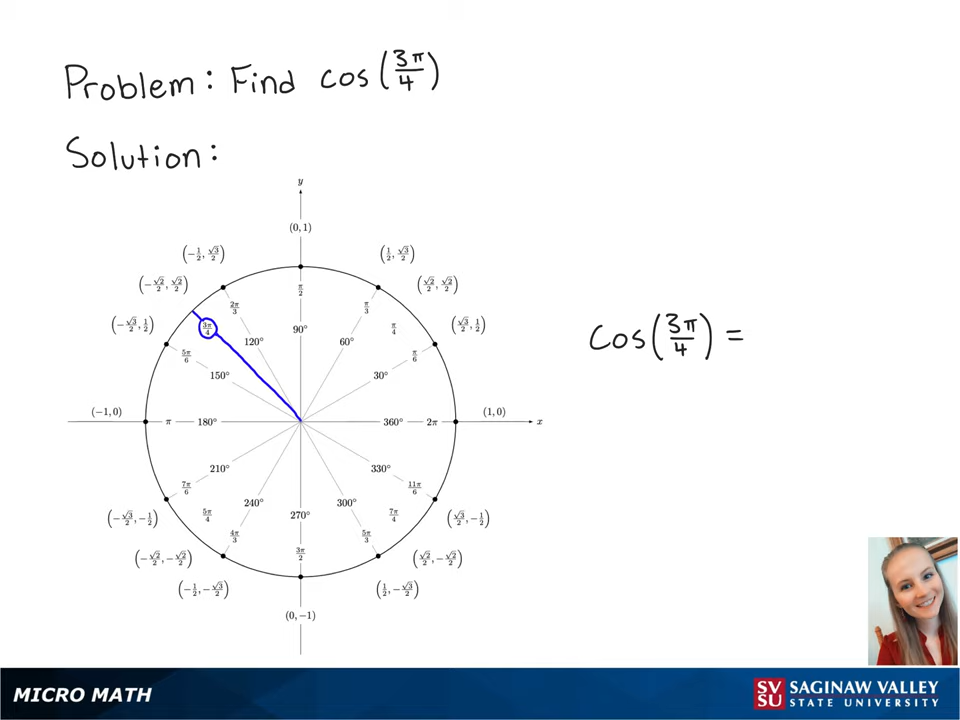 Problem: Find cos(3π/4)
Solution:
y
(0, 1)
(−1/2, √3/2) (1/2, √3/2)
(−√2/2, √2/2) (√2/2, √2/2)
π/2
2π/3 π/3
(−√3/2, 1/2) 3π/4 90° π/4 (√3/2, 1/2)
120° 60°
5π/6 π/6
150° 30°
cos(3π/4) =
(−1, 0) (1, 0)
π 180° 360° 2π x
210° 330°
7π/6 11π/6
240° 300°
(−√3/2, −1/2) 5π/4 270° 7π/4 (√3/2, −1/2)
4π/3 5π/3
3π/2
(−√2/2, −√2/2) (√2/2, −√2/2)
(−1/2, −√3/2) (1/2, −√3/2)
(0, −1)
MICRO MATH
SV SU SAGINAW VALLEY
STATE UNIVERSITY